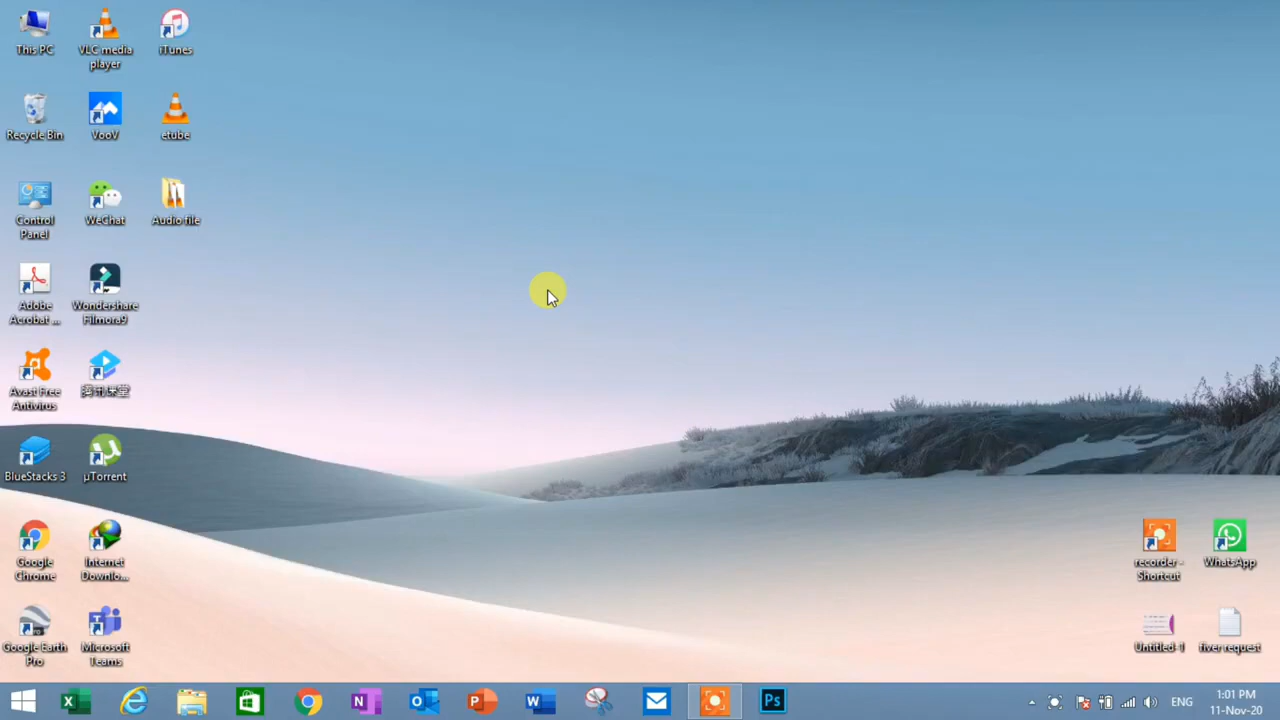 This PC
VLC media
player
iTunes
Recycle Bin
VooV
etube
Control
Panel
WeChat
Audio file
Adobe
Acrobat ...
Wondershare
Filmora9
Avast Free
Antivirus
腾讯课堂
BlueStacks 3
µTorrent
Google
Chrome
Internet
Downlo...
Google Earth
Pro
Microsoft
Teams
recorder -
Shortcut
WhatsApp
Untitled-1
fiver request
ENG
1:01 PM
11-Nov-20